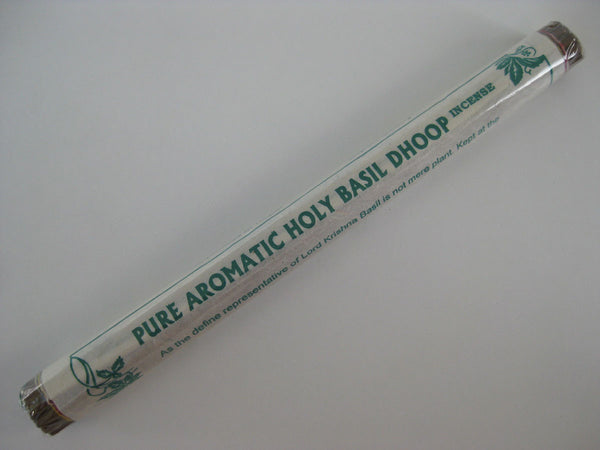 PURE AROMATIC HOLY BASIL DHOOP INCENSE
As the define representative of Lord Krishna Basil is not mere plant. Kept at the